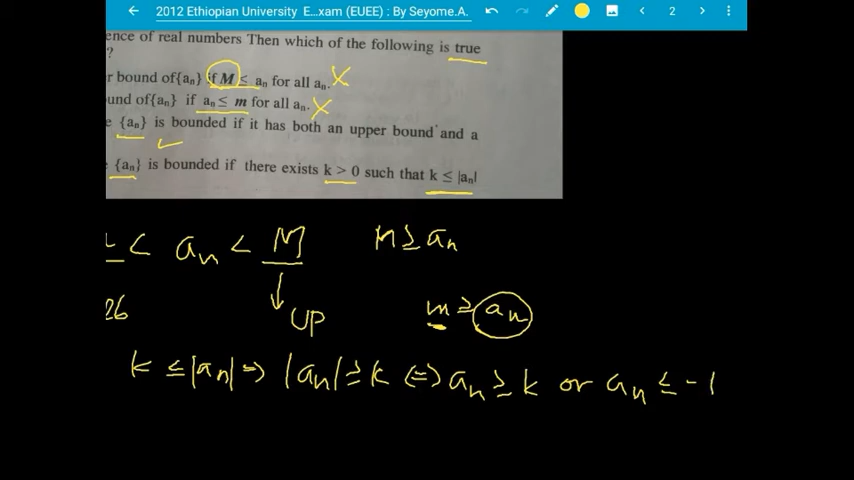 2012 Ethiopian University E...xam (EUEE) : By Seyome.A.
2
ence of real numbers Then which of the following is true
?
r bound of{aₙ} if M ≤ aₙ for all aₙ. X
und of{aₙ} if aₙ ≤ m for all aₙ. X
e {aₙ} is bounded if it has both an upper bound and a
{aₙ} is bounded if there exists k > 0 such that k ≤ |aₙ|
< aₙ < M M ≥ aₙ
26 UP m ≥ aₙ
k ≤ |aₙ| ⇒ |aₙ| ≥ k ⇔ aₙ ≥ k or aₙ ≤ -1